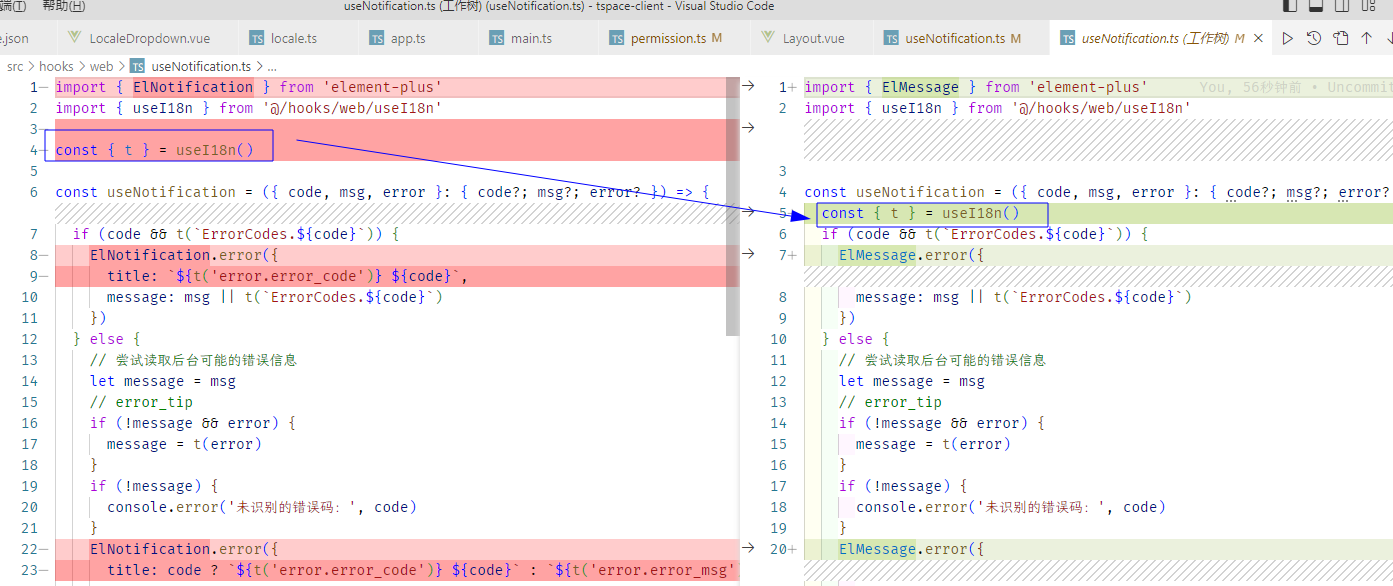 端(T) 帮助(H)
useNotification.ts (工作树) (useNotification.ts) - tspace-client - Visual Studio Code
.json LocaleDropdown.vue TS locale.ts TS app.ts TS main.ts TS permission.ts M Layout.vue TS useNotification.ts M TS useNotification.ts (工作树) M
src > hooks > web > TS useNotification.ts > ...
1− import { ElNotification } from 'element-plus'
2 import { useI18n } from '@/hooks/web/useI18n'
3−
4− const { t } = useI18n()
5
6 const useNotification = ({ code, msg, error }: { code?; msg?; error? }) => {
7 if (code && t(`ErrorCodes.${code}`)) {
8− ElNotification.error({
9− title: `${t('error.error_code')} ${code}`,
10 message: msg || t(`ErrorCodes.${code}`)
11 })
12 } else {
13 // 尝试读取后台可能的错误信息
14 let message = msg
15 // error_tip
16 if (!message && error) {
17 message = t(error)
18 }
19 if (!message) {
20 console.error('未识别的错误码: ', code)
21 }
22− ElNotification.error({
23− title: code ? `${t('error.error_code')} ${code}` : `${t('error.error_msg'
1+ import { ElMessage } from 'element-plus' You, 56秒钟前 • Uncommit
2 import { useI18n } from '@/hooks/web/useI18n'
3
4 const useNotification = ({ code, msg, error }: { code?; msg?; error?
5+ const { t } = useI18n()
6 if (code && t(`ErrorCodes.${code}`)) {
7+ ElMessage.error({
8 message: msg || t(`ErrorCodes.${code}`)
9 })
10 } else {
11 // 尝试读取后台可能的错误信息
12 let message = msg
13 // error_tip
14 if (!message && error) {
15 message = t(error)
16 }
17 if (!message) {
18 console.error('未识别的错误码: ', code)
19 }
20+ ElMessage.error({